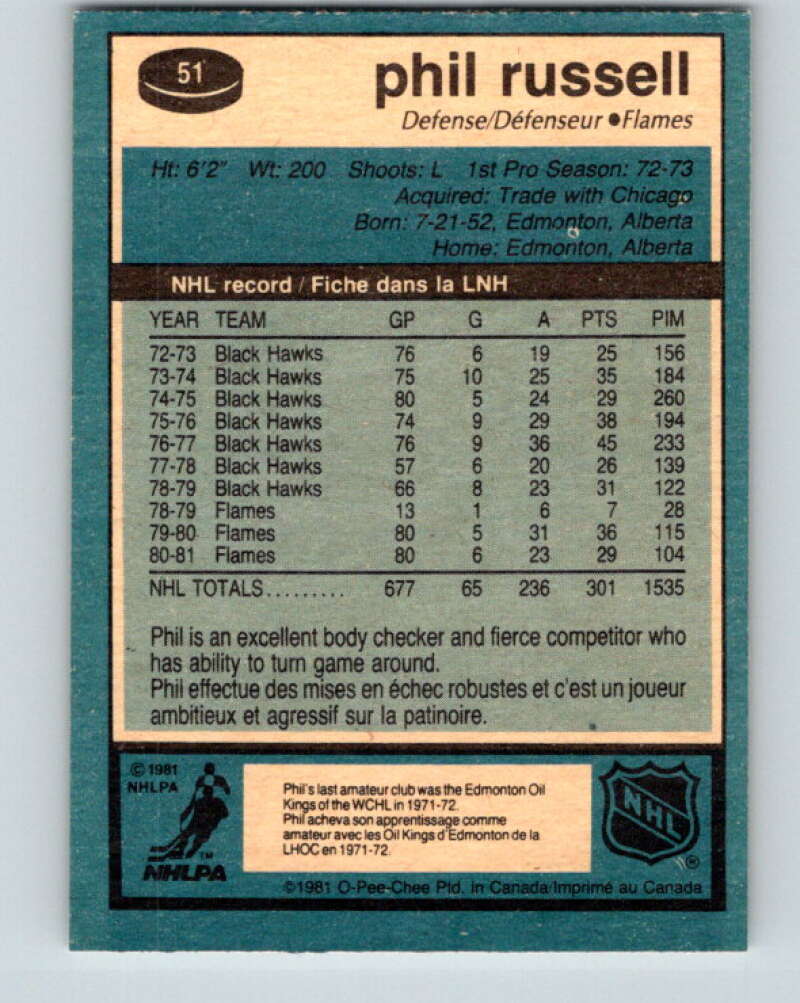 51
phil russell
Defense/Défenseur ● Flames
Ht: 6'2" Wt: 200 Shoots: L 1st Pro Season: 72-73
Acquired: Trade with Chicago
Born: 7-21-52, Edmonton, Alberta
Home: Edmonton, Alberta
NHL record / Fiche dans la LNH
YEAR TEAM GP G A PTS PIM
72-73 Black Hawks 76 6 19 25 156
73-74 Black Hawks 75 10 25 35 184
74-75 Black Hawks 80 5 24 29 260
75-76 Black Hawks 74 9 29 38 194
76-77 Black Hawks 76 9 36 45 233
77-78 Black Hawks 57 6 20 26 139
78-79 Black Hawks 66 8 23 31 122
78-79 Flames 13 1 6 7 28
79-80 Flames 80 5 31 36 115
80-81 Flames 80 6 23 29 104
NHL TOTALS......... 677 65 236 301 1535
Phil is an excellent body checker and fierce competitor who
has ability to turn game around.
Phil effectue des mises en échec robustes et c'est un joueur
ambitieux et agressif sur la patinoire.
©1981
NHLPA
TM
NHLPA
Phil's last amateur club was the Edmonton Oil
Kings of the WCHL in 1971-72.
Phil acheva son apprentissage comme
amateur avec les Oil Kings d'Edmonton de la
LHOC en 1971-72.
NHL
®
©1981 O-Pee-Chee Ptd. in Canada/Imprimé au Canada